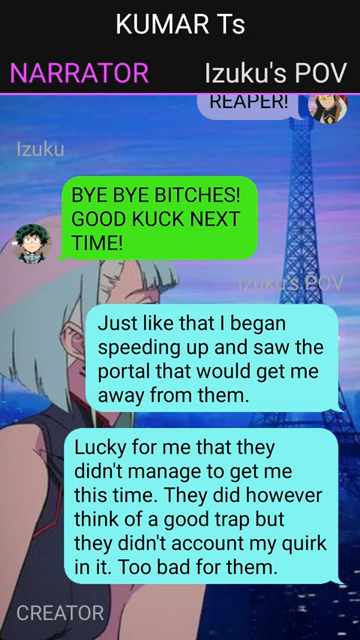 KUMAR Ts
NARRATOR
Izuku's POV
REAPER!
Izuku
BYE BYE BITCHES!
GOOD KUCK NEXT
TIME!
Izuku's POV
Just like that I began
speeding up and saw the
portal that would get me
away from them.
Lucky for me that they
didn't manage to get me
this time. They did however
think of a good trap but
they didn't account my quirk
in it. Too bad for them.
CREATOR